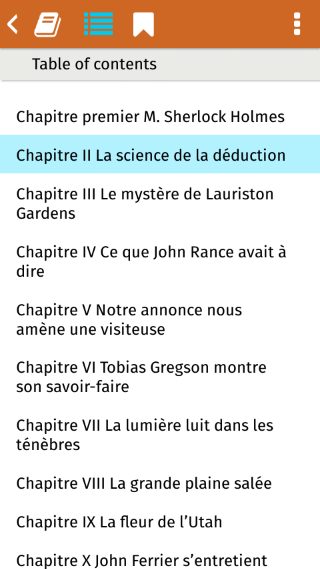 Table of contents
Chapitre premier M. Sherlock Holmes
Chapitre II La science de la déduction
Chapitre III Le mystère de Lauriston
Gardens
Chapitre IV Ce que John Rance avait à
dire
Chapitre V Notre annonce nous
amène une visiteuse
Chapitre VI Tobias Gregson montre
son savoir-faire
Chapitre VII La lumière luit dans les
ténèbres
Chapitre VIII La grande plaine salée
Chapitre IX La fleur de l’Utah
Chapitre X John Ferrier s’entretient